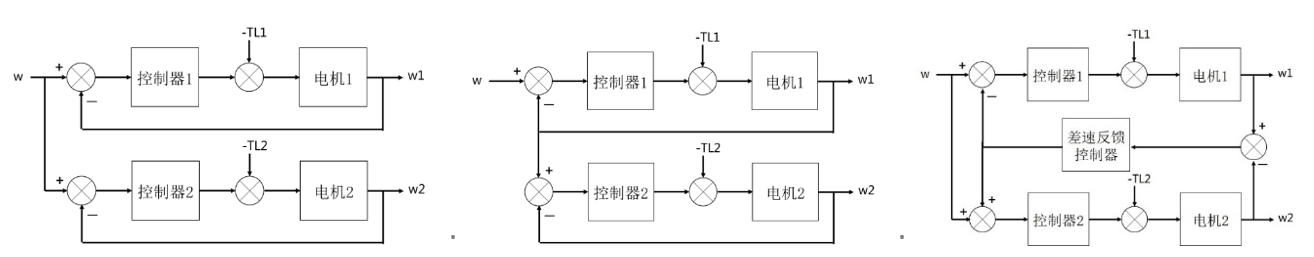 -TL1
w + 控制器1 电机1 w1
—
-TL2
+ 控制器2 电机2 w2
—
。
-TL1
w + 控制器1 电机1 w1
—
-TL2
+ 控制器2 电机2 w2
—
。
-TL1
w + 控制器1 电机1 w1
—
+
差速反馈
控制器
—
-TL2
+ + 控制器2 电机2 w2